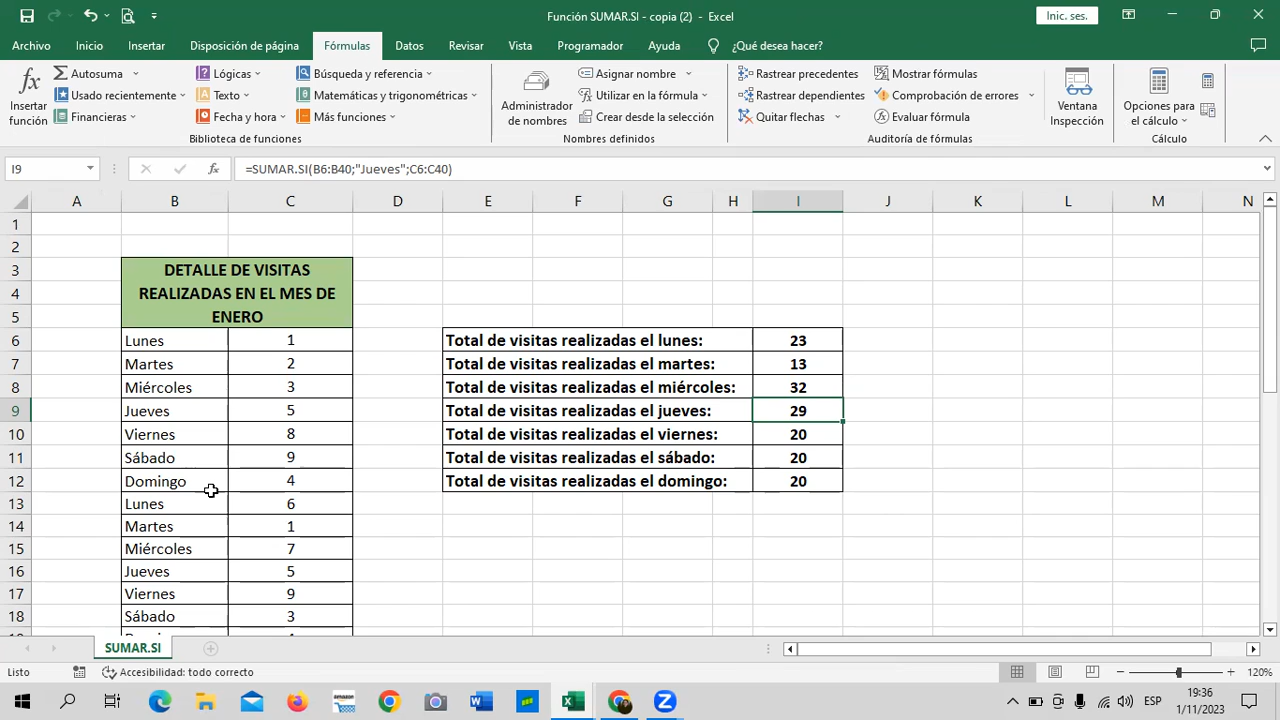 Función SUMAR.SI - copia (2) - Excel
Inic. ses.
Archivo Inicio Insertar Disposición de página Fórmulas Datos Revisar Vista Programador Ayuda ¿Qué desea hacer?
Insertar función
Autosuma
Usado recientemente
Financieras
Lógicas
Texto
Fecha y hora
Búsqueda y referencia
Matemáticas y trigonométricas
Más funciones
Biblioteca de funciones
Administrador de nombres
Asignar nombre
Utilizar en la fórmula
Crear desde la selección
Nombres definidos
Rastrear precedentes
Rastrear dependientes
Quitar flechas
Mostrar fórmulas
Comprobación de errores
Evaluar fórmula
Auditoría de fórmulas
Ventana Inspección
Opciones para el cálculo
Cálculo
I9 fx =SUMAR.SI(B6:B40;"Jueves";C6:C40)
A B C D E F G H I J K L M N
1
2
3 DETALLE DE VISITAS
4 REALIZADAS EN EL MES DE
5 ENERO
6 Lunes 1 Total de visitas realizadas el lunes: 23
7 Martes 2 Total de visitas realizadas el martes: 13
8 Miércoles 3 Total de visitas realizadas el miércoles: 32
9 Jueves 5 Total de visitas realizadas el jueves: 29
10 Viernes 8 Total de visitas realizadas el viernes: 20
11 Sábado 9 Total de visitas realizadas el sábado: 20
12 Domingo 4 Total de visitas realizadas el domingo: 20
13 Lunes 6
14 Martes 1
15 Miércoles 7
16 Jueves 5
17 Viernes 9
18 Sábado 3
SUMAR.SI
Listo Accesibilidad: todo correcto 120%
ESP 19:36
1/11/2023